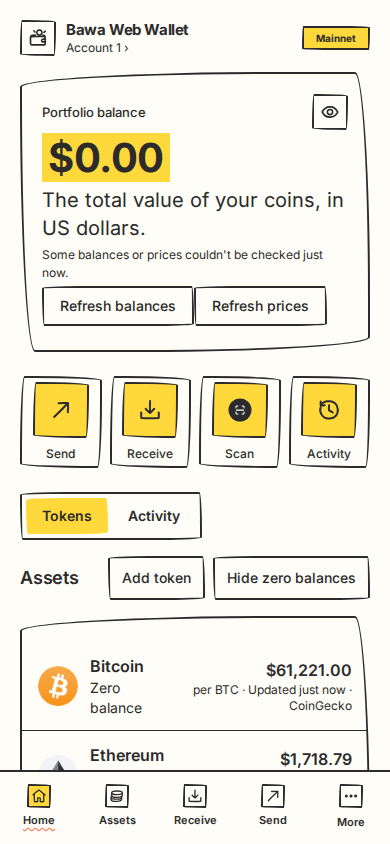 Bawa Web Wallet
Account 1 ›
Mainnet
Portfolio balance
$0.00
The total value of your coins, in
US dollars.
Some balances or prices couldn't be checked just
now.
Refresh balances
Refresh prices
Send
Receive
Scan
Activity
Tokens
Activity
Assets
Add token
Hide zero balances
Bitcoin
Zero
balance
$61,221.00
per BTC · Updated just now ·
CoinGecko
Ethereum
$1,718.79
Home
Assets
Receive
Send
More